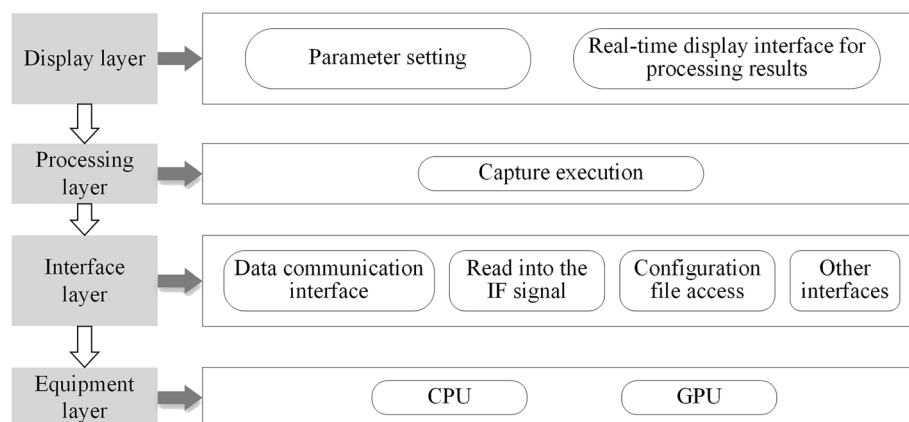 Display layer
Parameter setting
Real-time display interface for
processing results
Processing
layer
Capture execution
Interface
layer
Data communication
interface
Read into the
IF signal
Configuration
file access
Other
interfaces
Equipment
layer
CPU
GPU